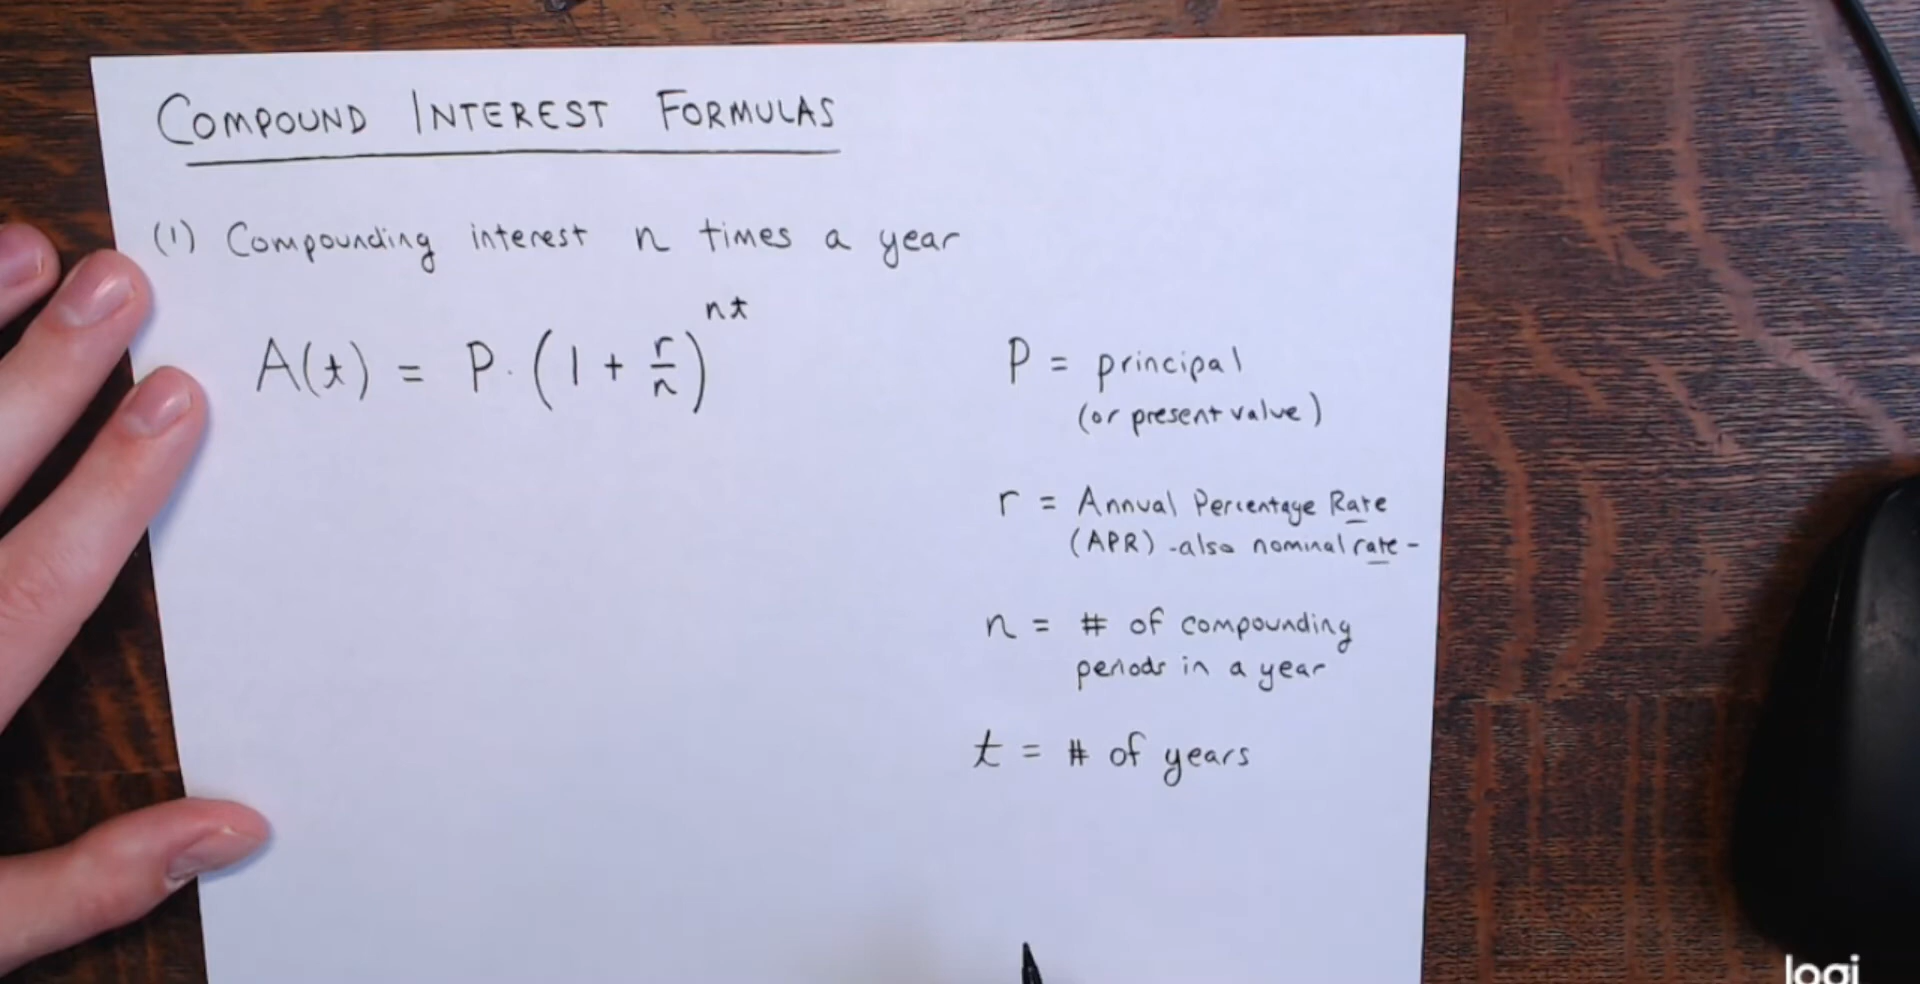 COMPOUND INTEREST FORMULAS
(1) Compounding interest n times a year
A(t) = P · (1 + r/n)^nt
P = principal
(or present value)
r = Annual Percentage Rate
(APR) -also nominal rate-
n = # of compounding
periods in a year
t = # of years
logi